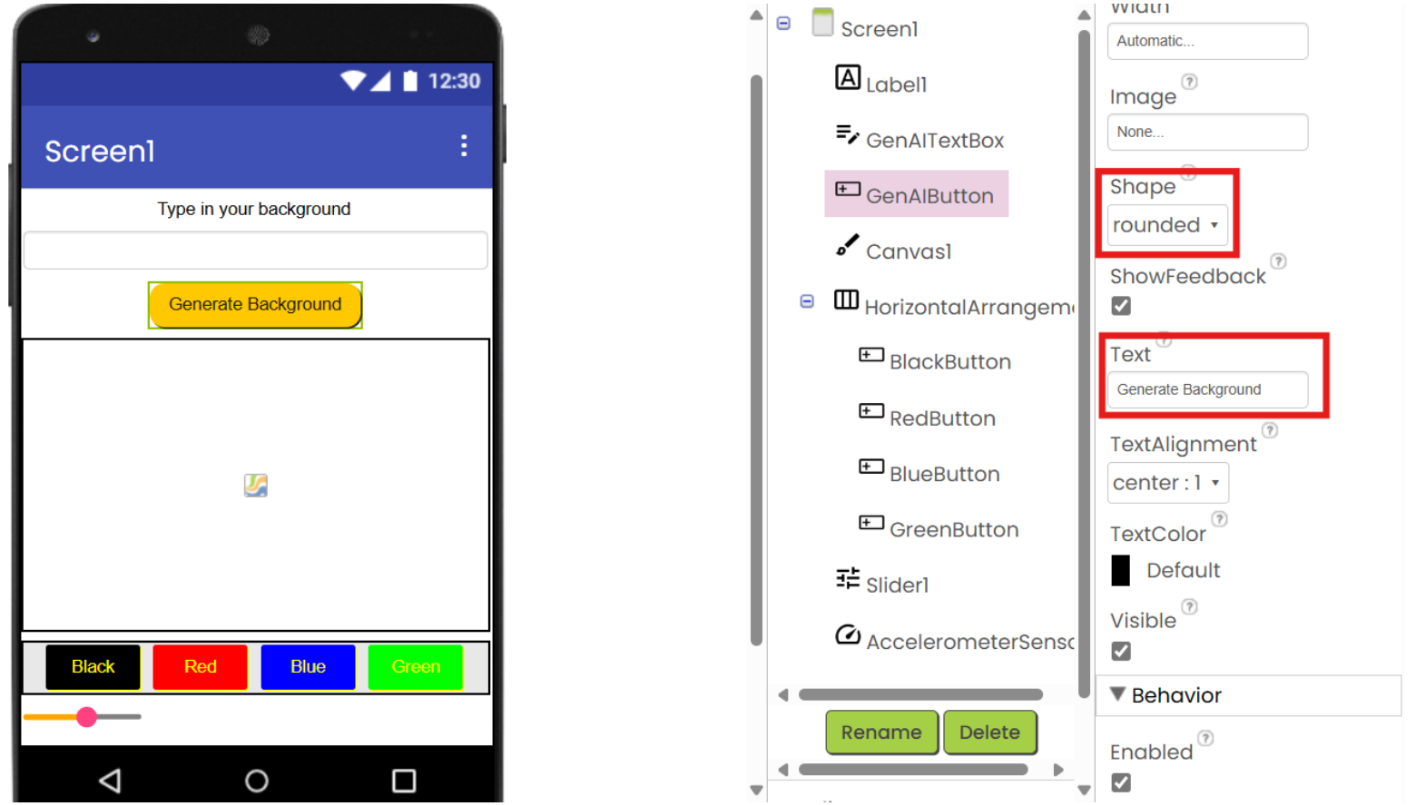 12:30
Screen1
Type in your background
Generate Background
Black
Red
Blue
Green
Screen1
Label1
GenAITextBox
GenAIButton
Canvas1
HorizontalArrangem
BlackButton
RedButton
BlueButton
GreenButton
Slider1
AccelerometerSens
Rename
Delete
Width
Automatic...
Image
None...
Shape
rounded
ShowFeedback
Text
Generate Background
TextAlignment
center : 1
TextColor
Default
Visible
Behavior
Enabled